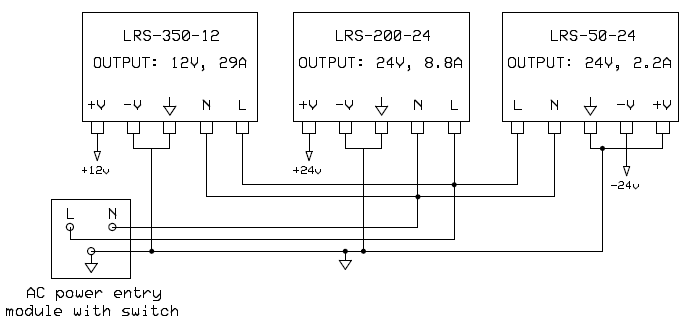 LRS-350-12
OUTPUT: 12V, 29A
+V -V N L
+12v
LRS-200-24
OUTPUT: 24V, 8.8A
+V -V N L
+24v
LRS-50-24
OUTPUT: 24V, 2.2A
L N -V +V
-24v
L N
AC power entry
module with switch